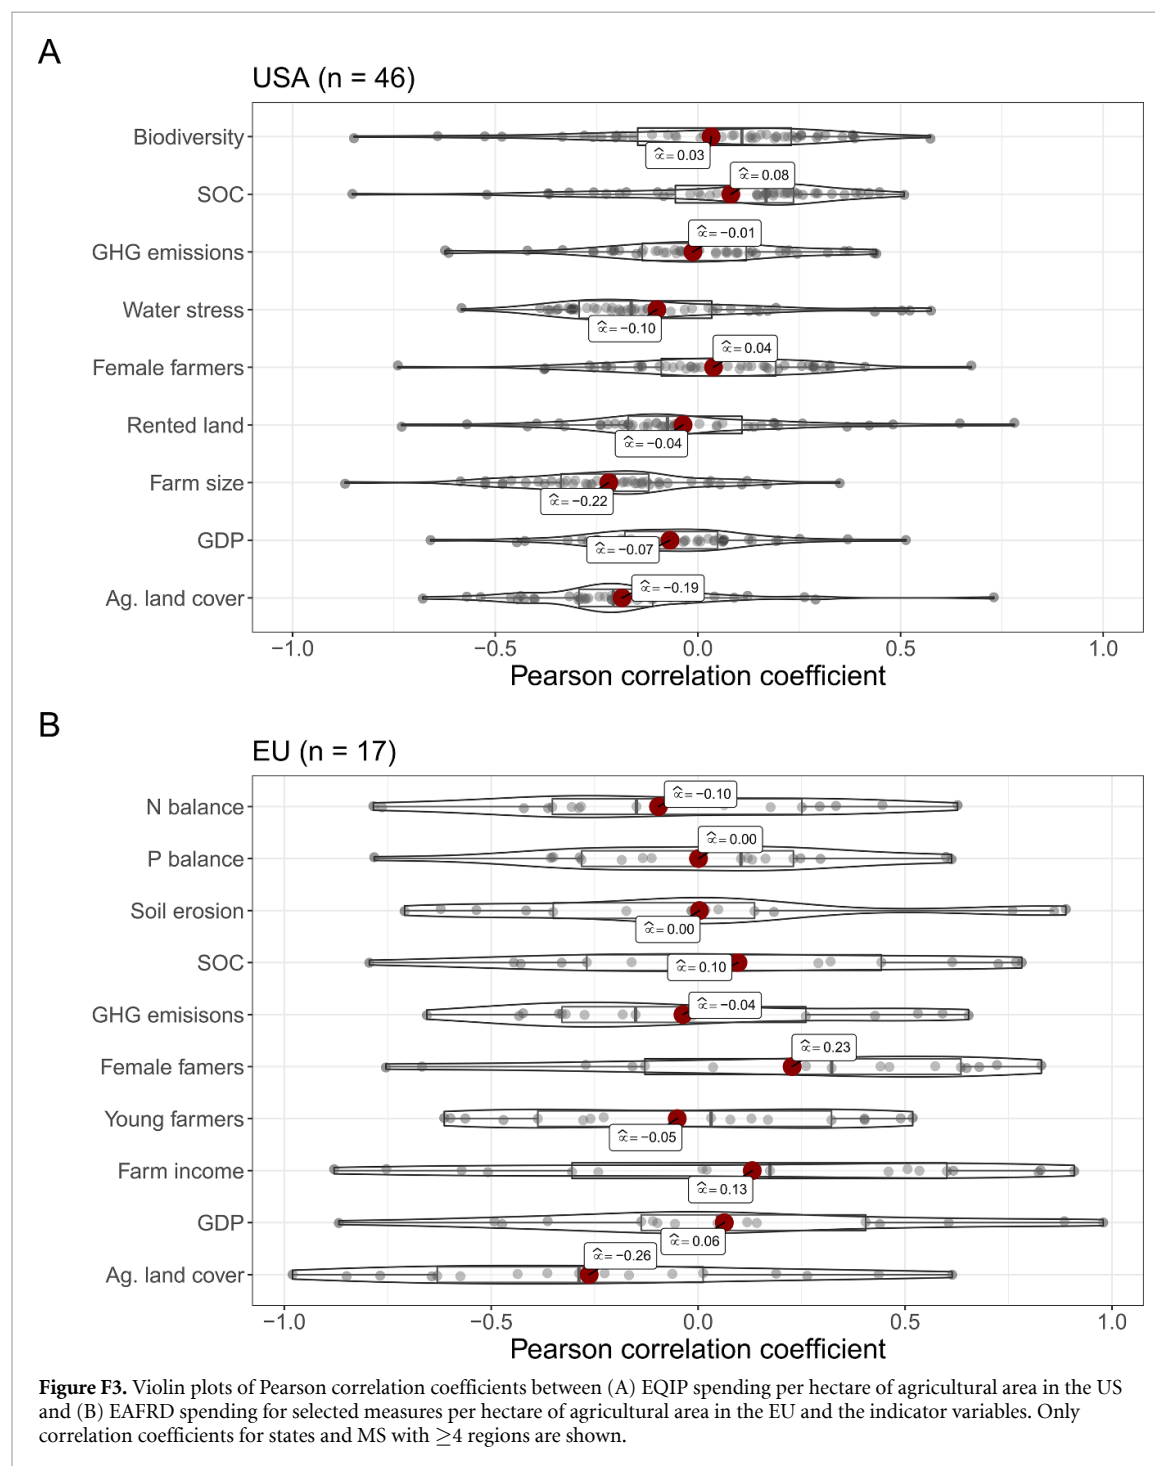 A
USA (n = 46)
Biodiversity
α̂ = 0.03
SOC
α̂ = 0.08
GHG emissions
α̂ = −0.01
Water stress
α̂ = −0.10
Female farmers
α̂ = 0.04
Rented land
α̂ = −0.04
Farm size
α̂ = −0.22
GDP
α̂ = −0.07
Ag. land cover
α̂ = −0.19
−1.0 −0.5 0.0 0.5 1.0
Pearson correlation coefficient
B
EU (n = 17)
N balance
α̂ = −0.10
P balance
α̂ = 0.00
Soil erosion
α̂ = 0.00
SOC
α̂ = 0.10
GHG emisisons
α̂ = −0.04
Female famers
α̂ = 0.23
Young farmers
α̂ = −0.05
Farm income
α̂ = 0.13
GDP
α̂ = 0.06
Ag. land cover
α̂ = −0.26
−1.0 −0.5 0.0 0.5 1.0
Pearson correlation coefficient
Figure F3. Violin plots of Pearson correlation coefficients between (A) EQIP spending per hectare of agricultural area in the US
and (B) EAFRD spending for selected measures per hectare of agricultural area in the EU and the indicator variables. Only
correlation coefficients for states and MS with ≥4 regions are shown.